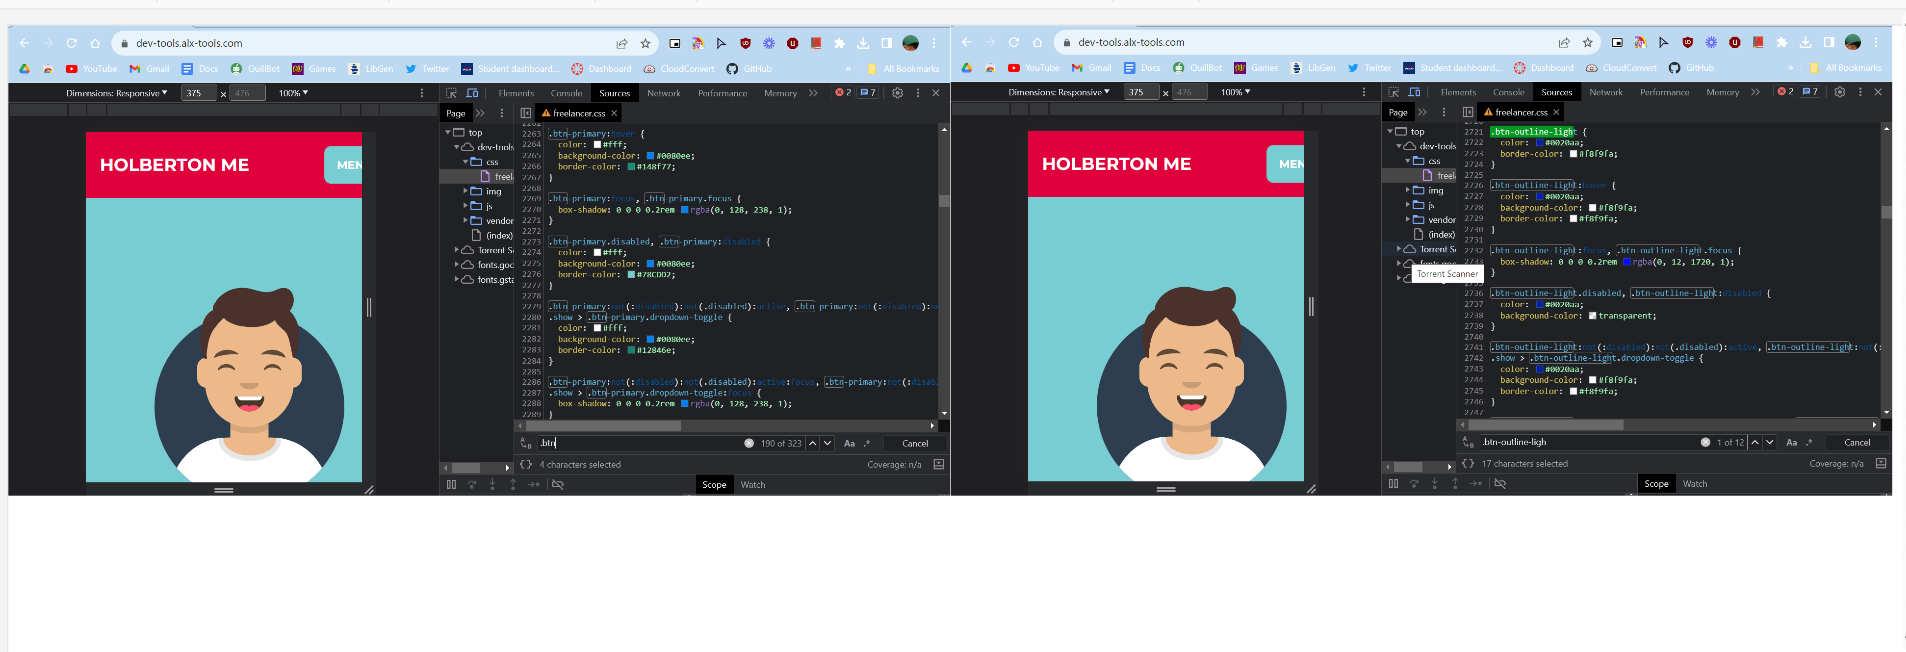 dev-tools.alx-tools.com
YouTube Gmail Docs QuillBot Games LibGen Twitter Student dashboard... Dashboard CloudConvert GitHub » All Bookmarks
Dimensions: Responsive ▼ 375 x 476 100% ▼
Elements Console Sources Network Performance Memory » 2 7
Page » freelancer.css ×
top
dev-tools
css
freel
img
js
vendor
(index)
Torrent Sc
fonts.goo
fonts.gsta
HOLBERTON ME
MEN
2263 .btn-primary:hover {
2264 color: #fff;
2265 background-color: #0080ee;
2266 border-color: #148f77;
2267 }
2268
2269 .btn-primary:focus, .btn-primary.focus {
2270 box-shadow: 0 0 0 0.2rem rgba(0, 128, 238, 1);
2271 }
2272
2273 .btn-primary.disabled, .btn-primary:disabled {
2274 color: #fff;
2275 background-color: #0080ee;
2276 border-color: #78CDD2;
2277 }
2278
2279 .btn-primary:not(:disabled):not(.disabled):active, .btn-primary:not(:disabled):
2280 .show > .btn-primary.dropdown-toggle {
2281 color: #fff;
2282 background-color: #0080ee;
2283 border-color: #12846e;
2284 }
2285
2286 .btn-primary:not(:disabled):not(.disabled):active:focus, .btn-primary:not(:disab
2287 .show > .btn-primary.dropdown-toggle:focus {
2288 box-shadow: 0 0 0 0.2rem rgba(0, 128, 238, 1);
2289 }
.btn 190 of 323 Aa .* Cancel
{} 4 characters selected Coverage: n/a
Scope Watch
dev-tools.alx-tools.com
YouTube Gmail Docs QuillBot Games LibGen Twitter Student dashboard... Dashboard CloudConvert GitHub » All Bookmarks
Dimensions: Responsive ▼ 375 x 476 100% ▼
Elements Console Sources Network Performance Memory » 2 7
Page » freelancer.css ×
top
dev-tools
css
freel
img
js
vendor
(index)
Torrent Sc
Torrent Scanner
HOLBERTON ME
MEN
2721 .btn-outline-light {
2722 color: #0020aa;
2723 border-color: #f8f9fa;
2724 }
2725
2726 .btn-outline-light:hover {
2727 color: #0020aa;
2728 background-color: #f8f9fa;
2729 border-color: #f8f9fa;
2730 }
2731
2732 .btn-outline-light:focus, .btn-outline-light.focus {
2733 box-shadow: 0 0 0 0.2rem rgba(0, 12, 1720, 1);
}
2736 .btn-outline-light.disabled, .btn-outline-light:disabled {
2737 color: #0020aa;
2738 background-color: transparent;
2739 }
2740
2741 .btn-outline-light:not(:disabled):not(.disabled):active, .btn-outline-light:not(:
2742 .show > .btn-outline-light.dropdown-toggle {
2743 color: #0020aa;
2744 background-color: #f8f9fa;
2745 border-color: #f8f9fa;
2746 }
2747
.btn-outline-ligh 1 of 12 Aa .* Cancel
{} 17 characters selected Coverage: n/a
Scope Watch